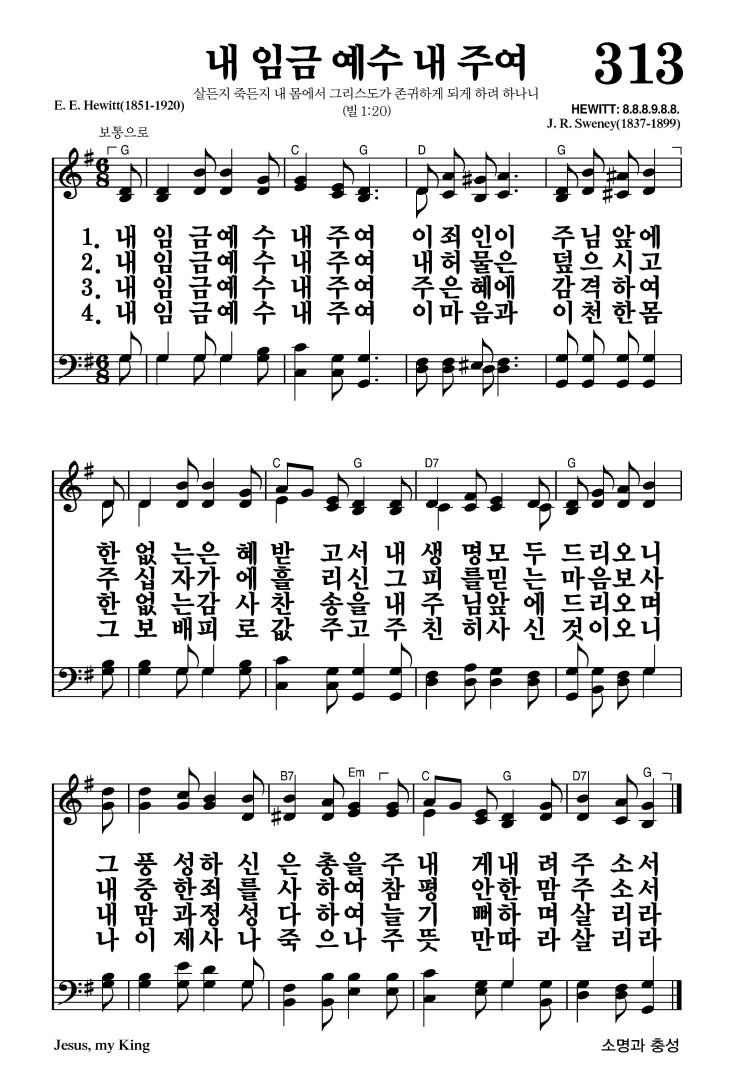 내 임금 예수 내 주여
313
살든지 죽든지 내 몸에서 그리스도가 존귀하게 되게 하려 하나니
(빌 1:20)
E. E. Hewitt(1851-1920)
HEWITT: 8.8.8.9.8.8.
J. R. Sweney(1837-1899)
보통으로
G C G D G
6 8
1. 내 임 금예 수 내 주여 이죄인이 주님앞에
2. 내 임 금예 수 내 주여 내허물은 덮으시고
3. 내 임 금예 수 내 주여 주은혜에 감격하여
4. 내 임 금예 수 내 주여 이마음과 이천한몸
6 8
C G D7 G
한 없 는은 혜 받 고서 내 생 명모 두 드리오니
주 십 자가 에흘 리신 그 피 를믿 는 마음보사
한 없 는감 사 찬 송을 내 주 님앞 에 드리오며
그 보 배피 로값 주고 주 친 히사 신 것이오니
B7 Em C G D7 G
그 풍 성하 신 은 총을 주 내 게내 려 주 소서
내 중 한죄 를 사 하여 참 평 안한 맘 주 소서
내 맘 과정 성 다 하여 늘 기 뻐하 며 살 리라
나 이 제사 나 죽 으나 주 뜻 만따 라 살 리라
Jesus, my King
소명과 충성